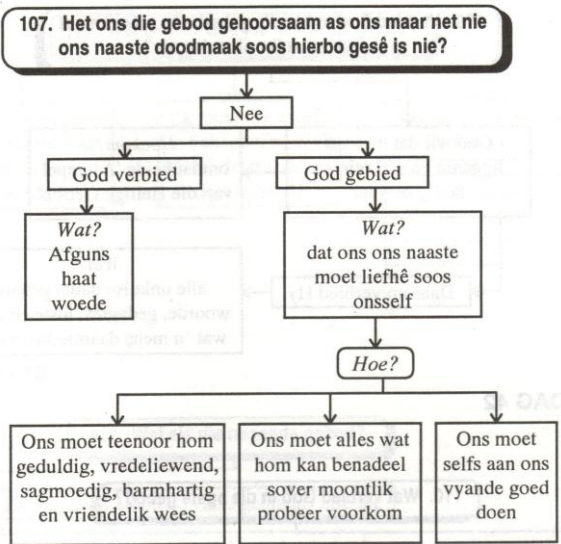 107. Het ons die gebod gehoorsaam as ons maar net nie
ons naaste doodmaak soos hierbo gesê is nie?
Nee
God verbied
God gebied
Wat?
Afguns
haat
woede
Wat?
dat ons ons naaste
moet liefhê soos
onsself
Hoe?
Ons moet teenoor hom
geduldig, vredeliewend,
sagmoedig, barmhartig
en vriendelik wees
Ons moet alles wat
hom kan benadeel
sover moontlik
probeer voorkom
Ons moet
selfs aan ons
vyande goed
doen
DAG 42